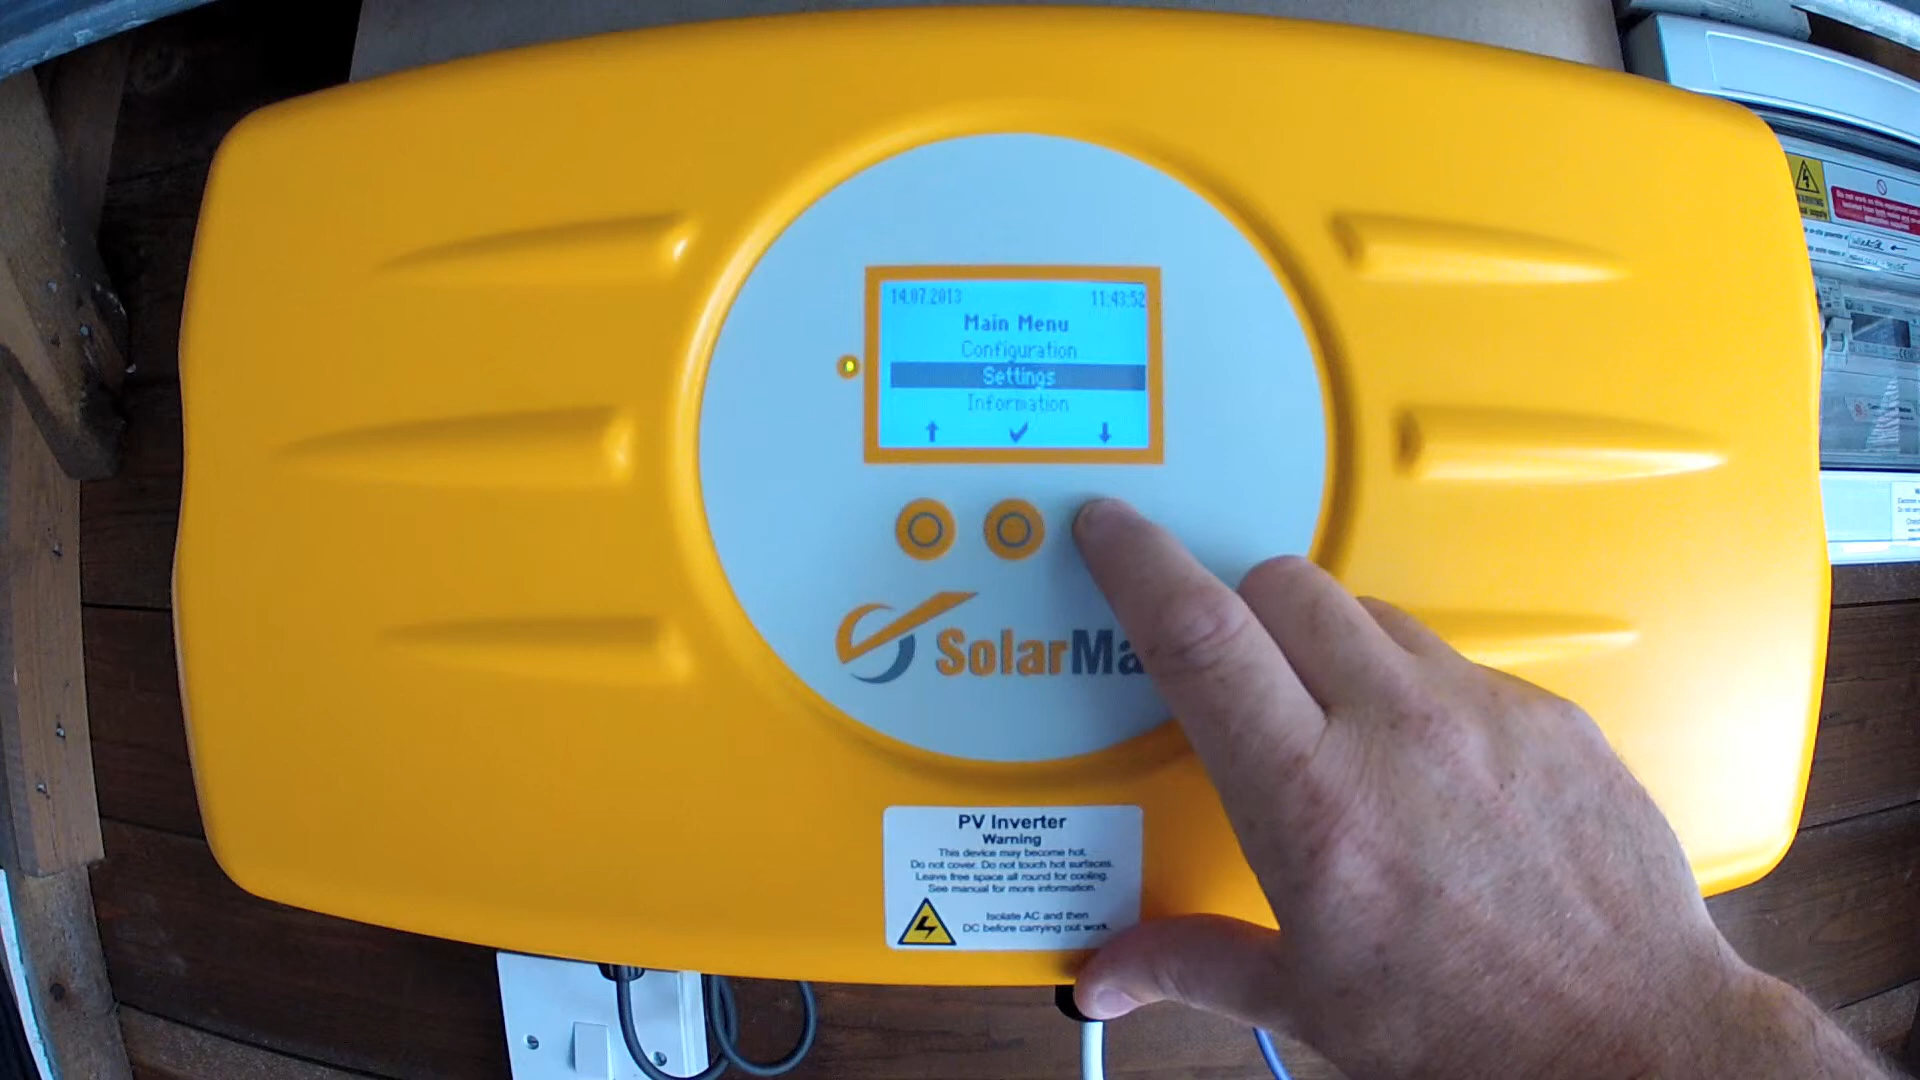 14.07.2013 11:43:52
Main Menu
Configuration
Settings
Information
SolarMa
PV Inverter
Warning
This device may become hot.
Do not cover. Do not touch hot surfaces.
Leave free space all round for cooling.
See manual for more information.
Isolate AC and then
DC before carrying out work.